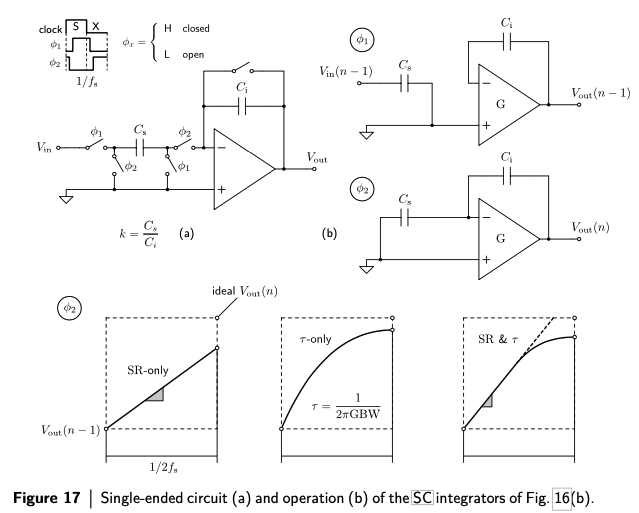 clock S X
ϕ₁
ϕ₂
1/fₛ
ϕₓ = { H closed
L open
Cᵢ
Vᵢₙ ϕ₁ Cₛ ϕ₂
ϕ₂ ϕ₁
−
+
Vₒᵤₜ
k = Cₛ/Cᵢ (a)
(b)
ϕ₁
Vᵢₙ(n−1) Cₛ Cᵢ
−
G
+
Vₒᵤₜ(n−1)
ϕ₂
Cₛ Cᵢ
−
G
+
Vₒᵤₜ(n)
ϕ₂
ideal Vₒᵤₜ(n)
SR-only
Vₒᵤₜ(n−1)
1/2fₛ
τ-only
τ = 1/2πGBW
SR & τ
Figure 17 | Single-ended circuit (a) and operation (b) of the SC integrators of Fig. 16(b).